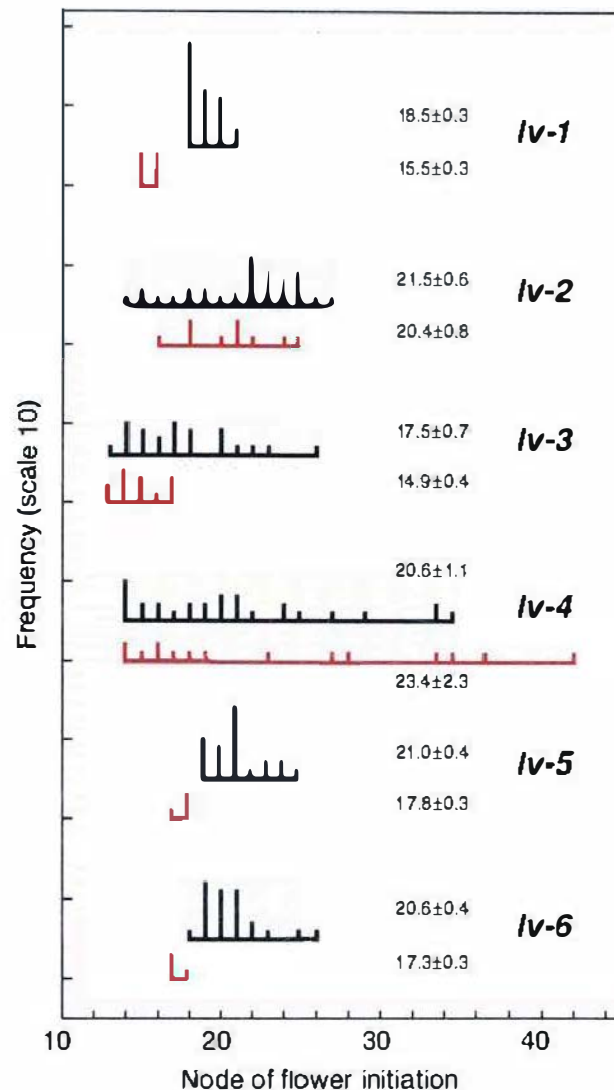 18.5±0.3
lv-1
15.5±0.3
21.5±0.6
lv-2
20.4±0.8
17.5±0.7
lv-3
14.9±0.4
20.6±1.1
lv-4
23.4±2.3
21.0±0.4
lv-5
17.8±0.3
20.6±0.4
lv-6
17.3±0.3
Frequency (scale 10)
10 20 30 40
Node of flower initiation